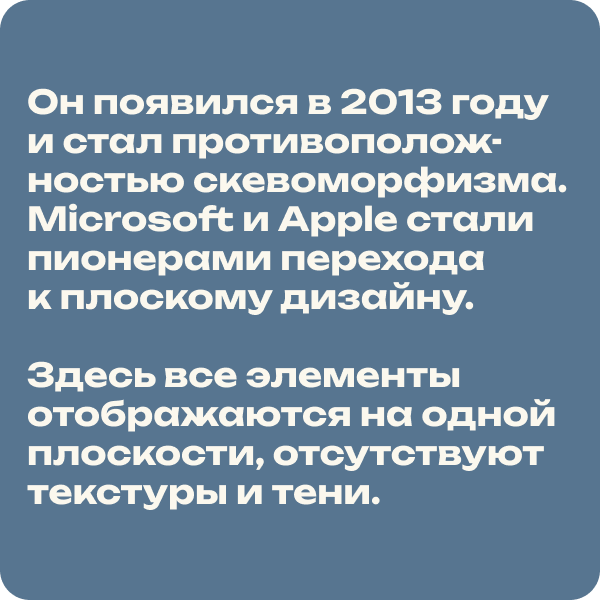 Он появился в 2013 году
и стал противополож-
ностью скевоморфизма.
Microsoft и Apple стали
пионерами перехода
к плоскому дизайну.
Здесь все элементы
отображаются на одной
плоскости, отсутствуют
текстуры и тени.